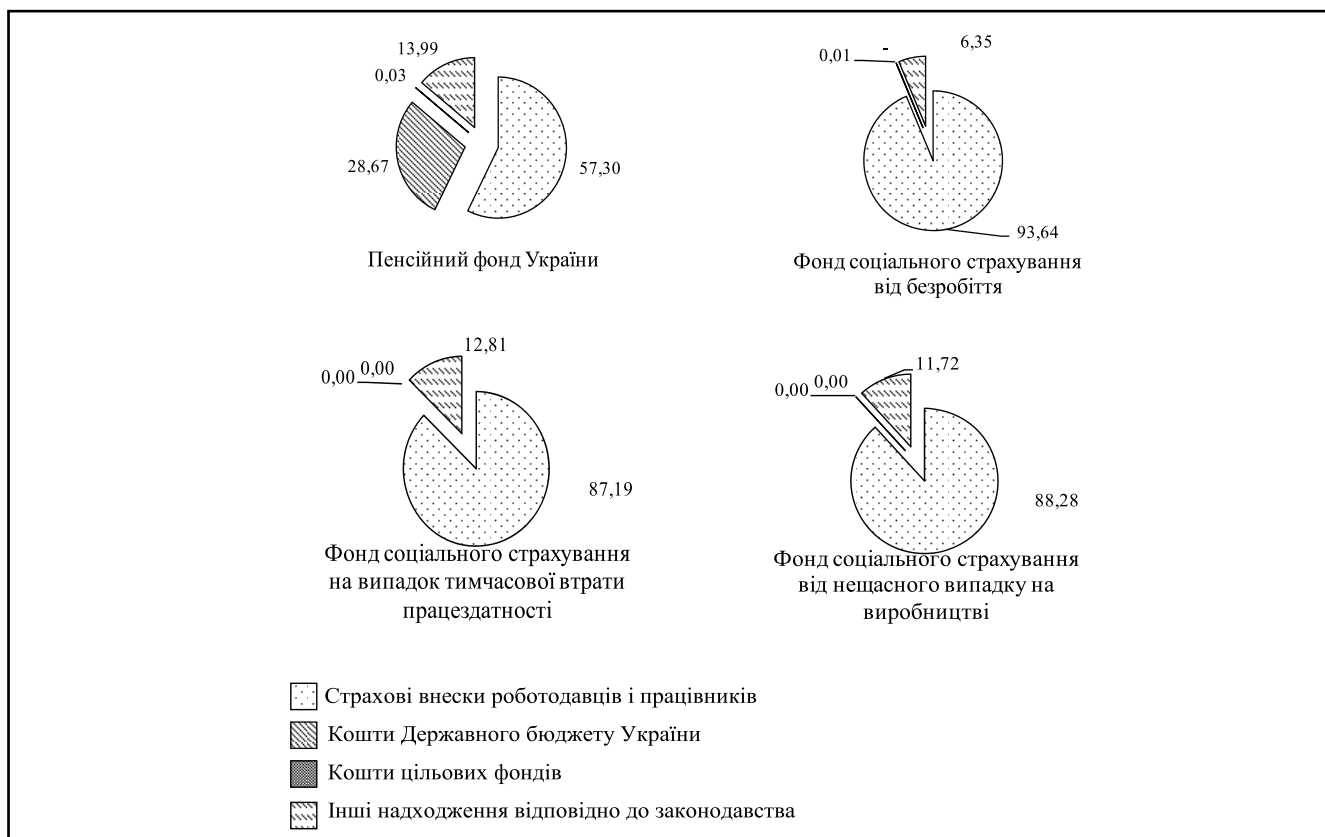 13,99
0,03
28,67
57,30
Пенсійний фонд України
0,01
-
6,35
93,64
Фонд соціального страхування
від безробіття
12,81
0,00
0,00
87,19
Фонд соціального страхування
на випадок тимчасової втрати
працездатності
11,72
0,00
0,00
88,28
Фонд соціального страхування
від нещасного випадку на
виробництві
Страхові внески роботодавців і працівників
Кошти Державного бюджету України
Кошти цільових фондів
Інші надходження відповідно до законодавства